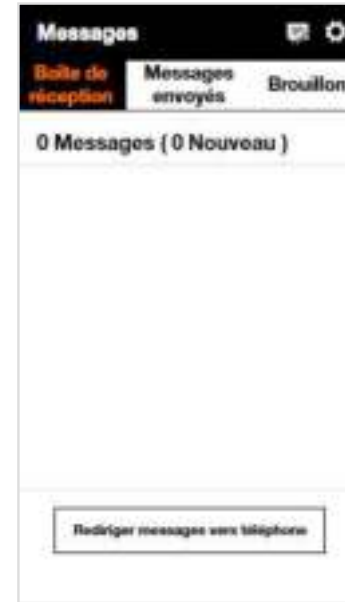 Messages
Boîte de
réception
Messages
envoyés
Brouillon
0 Messages ( 0 Nouveau )
Rediriger messages vers téléphone